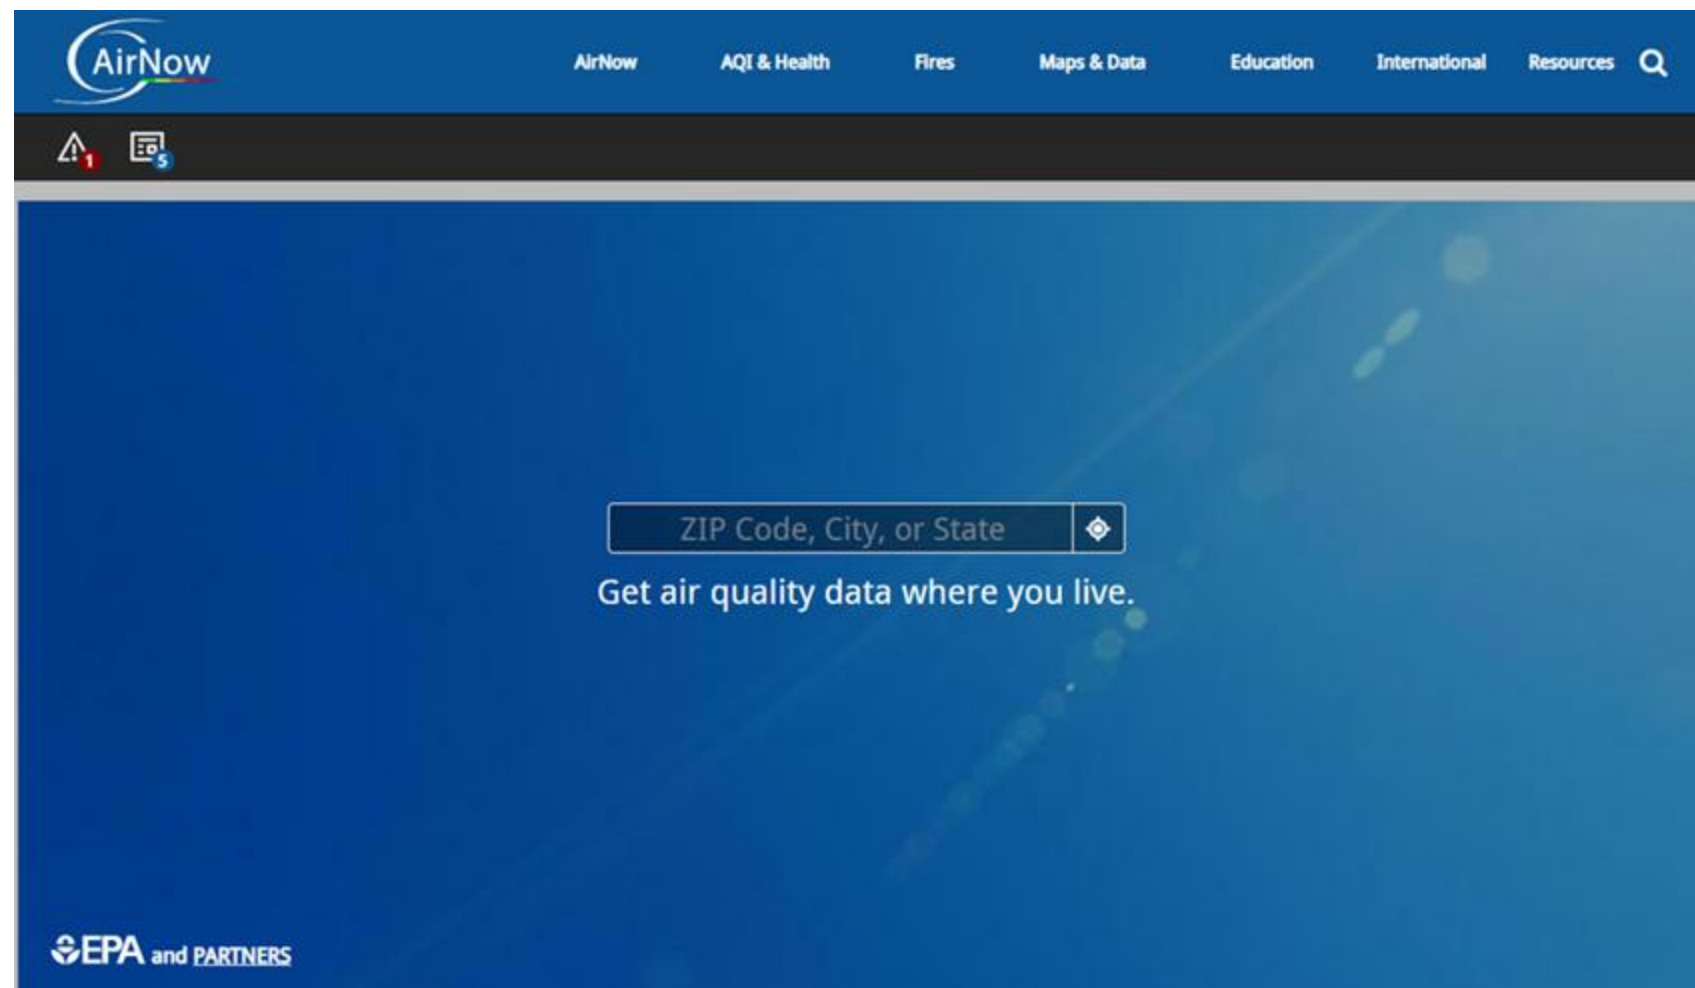 AirNow
AirNow AQI & Health Fires Maps & Data Education International Resources
1 5
ZIP Code, City, or State
Get air quality data where you live.
EPA and PARTNERS